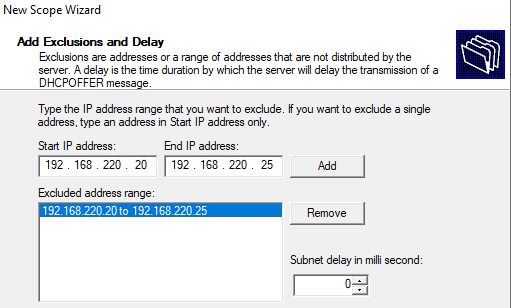 New Scope Wizard
Add Exclusions and Delay
Exclusions are addresses or a range of addresses that are not distributed by the
server. A delay is the time duration by which the server will delay the transmission of a
DHCPOFFER message.
Type the IP address range that you want to exclude. If you want to exclude a single
address, type an address in Start IP address only.
Start IP address: End IP address:
192 . 168 . 220 . 20 192 . 168 . 220 . 25 Add
Excluded address range:
192.168.220.20 to 192.168.220.25 Remove
Subnet delay in milli second:
0